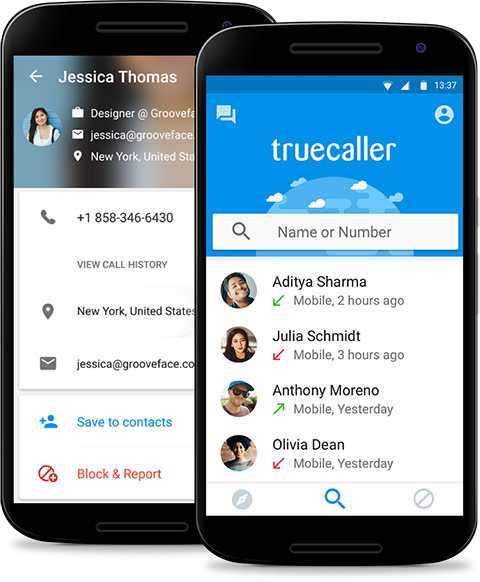 Jessica Thomas
Designer @ Grooveface
jessica@grooveface.
New York, United Sta
+1 858-346-6430
VIEW CALL HISTORY
New York, United States
jessica@grooveface.co
Save to contacts
Block & Report
13:37
truecaller
Name or Number
Aditya Sharma
Mobile, 2 hours ago
Julia Schmidt
Mobile, 3 hours ago
Anthony Moreno
Mobile, Yesterday
Olivia Dean
Mobile, Yesterday